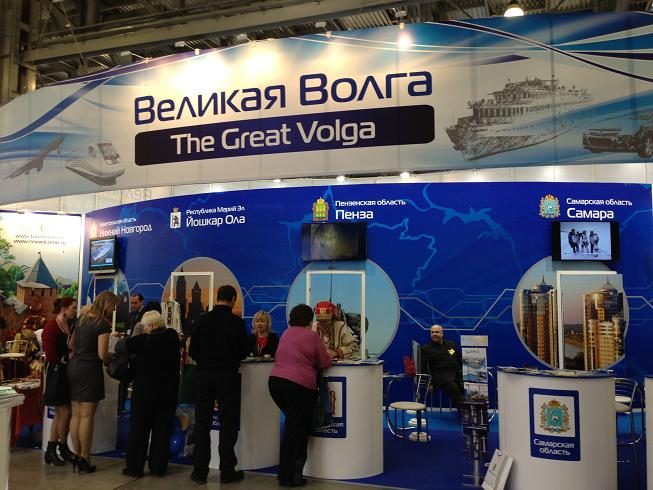 Великая Волга
The Great Volga
Нижегородская область
Нижний Новгород
Республика Марий Эл
Йошкар Ола
Пензенская область
Пенза
Самарская область
Самара
Самарская
область
область